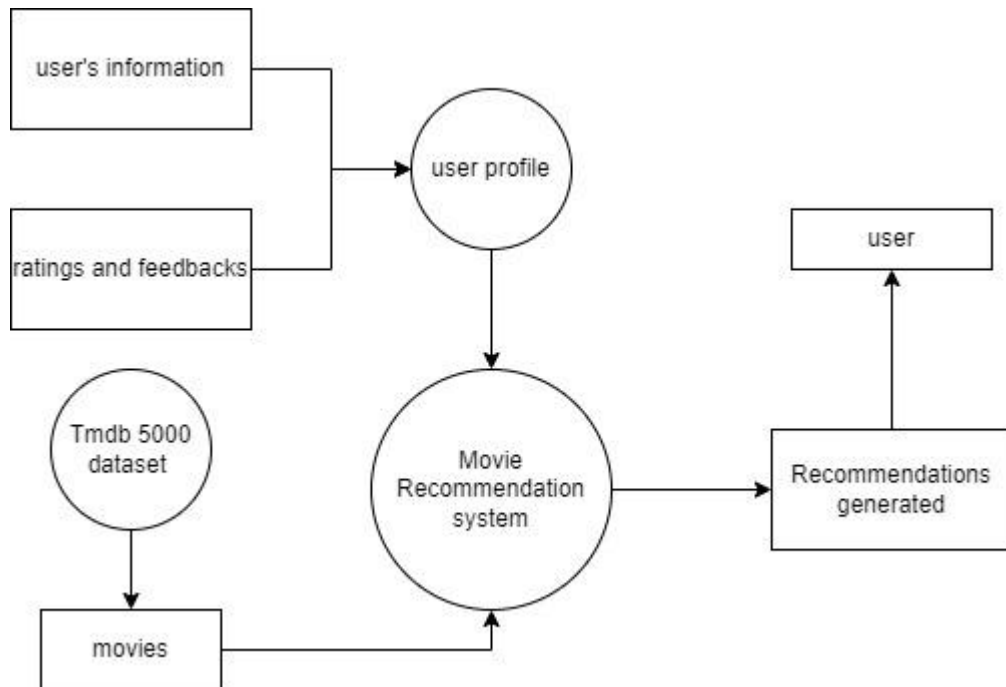 user's information
user profile
ratings and feedbacks
user
Tmdb 5000
dataset
Movie
Recommendation
system
Recommendations
generated
movies